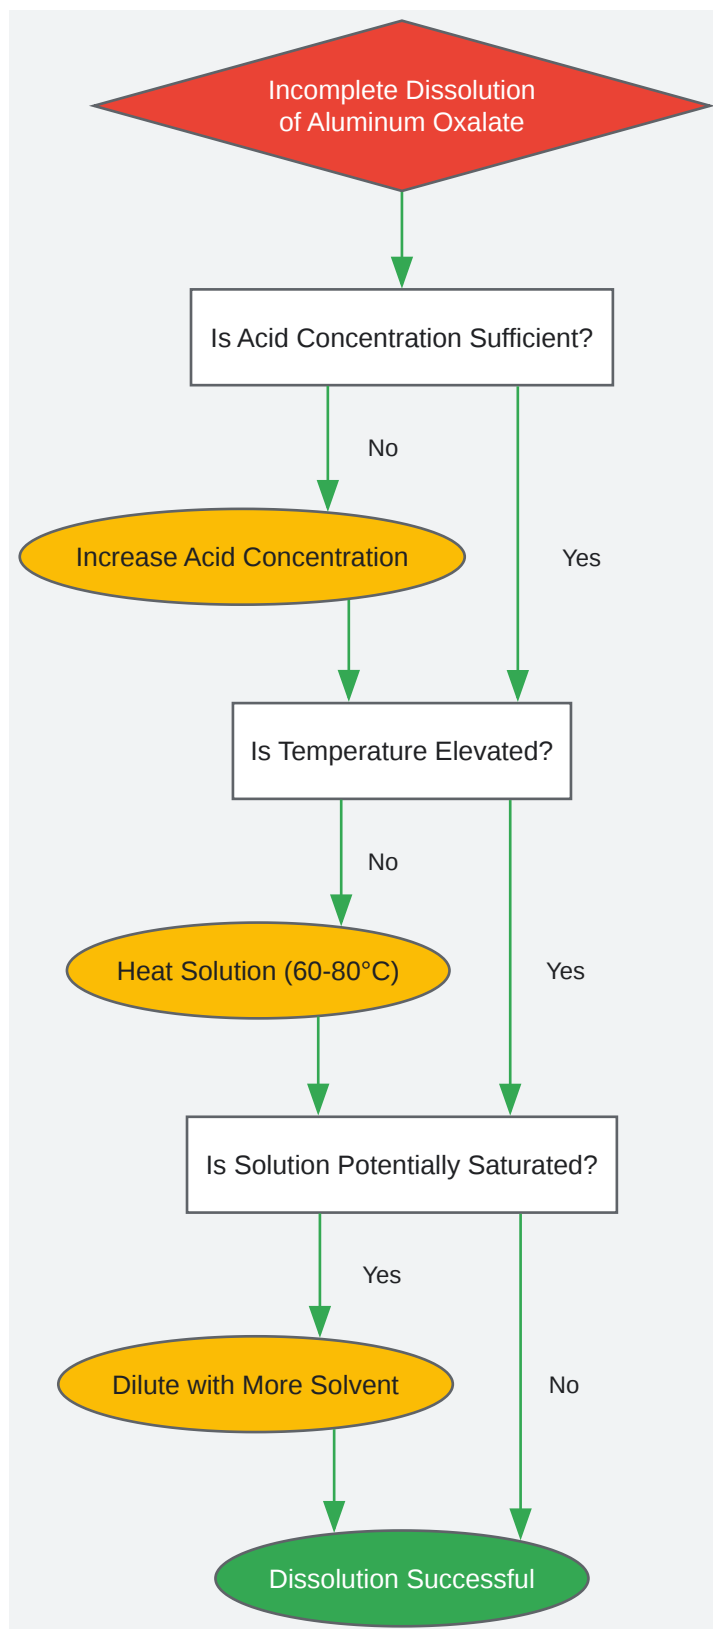 Incomplete Dissolution
of Aluminum Oxalate
Is Acid Concentration Sufficient?
No
Increase Acid Concentration
Yes
Is Temperature Elevated?
No
Heat Solution (60-80°C)
Yes
Is Solution Potentially Saturated?
Yes
Dilute with More Solvent
No
Dissolution Successful